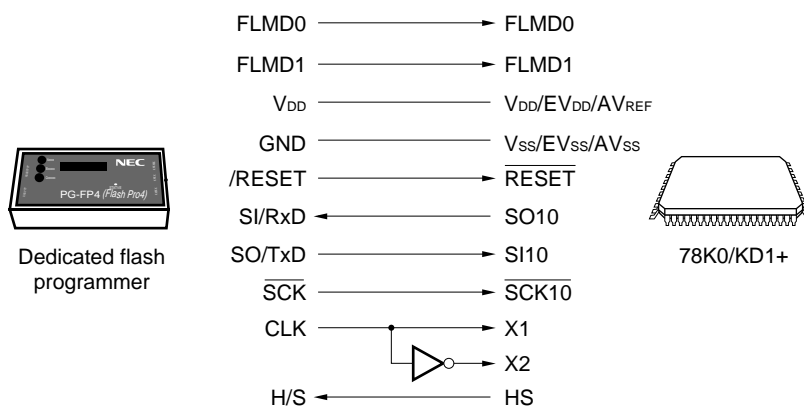 FLMD0 FLMD0
FLMD1 FLMD1
VDD VDD/EVDD/AVREF
GND VSS/EVSS/AVSS
/RESET RESET
SI/RxD SO10
SO/TxD SI10
SCK SCK10
CLK X1
X2
H/S HS
NEC
PG-FP4 (Flash Pro4)
Dedicated flash
programmer
78K0/KD1+